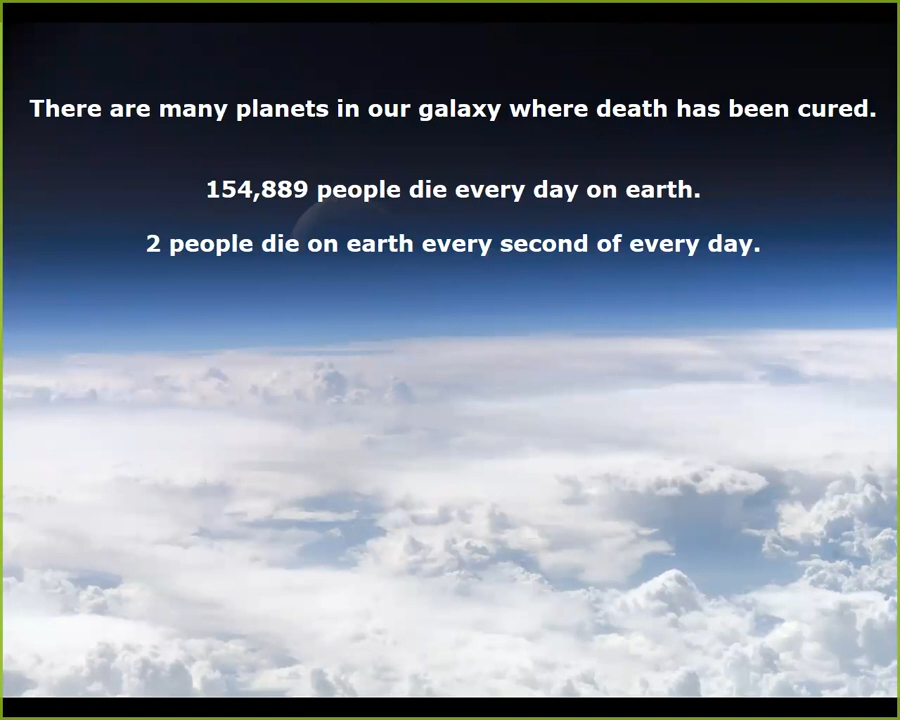 There are many planets in our galaxy where death has been cured.
154,889 people die every day on earth.
2 people die on earth every second of every day.